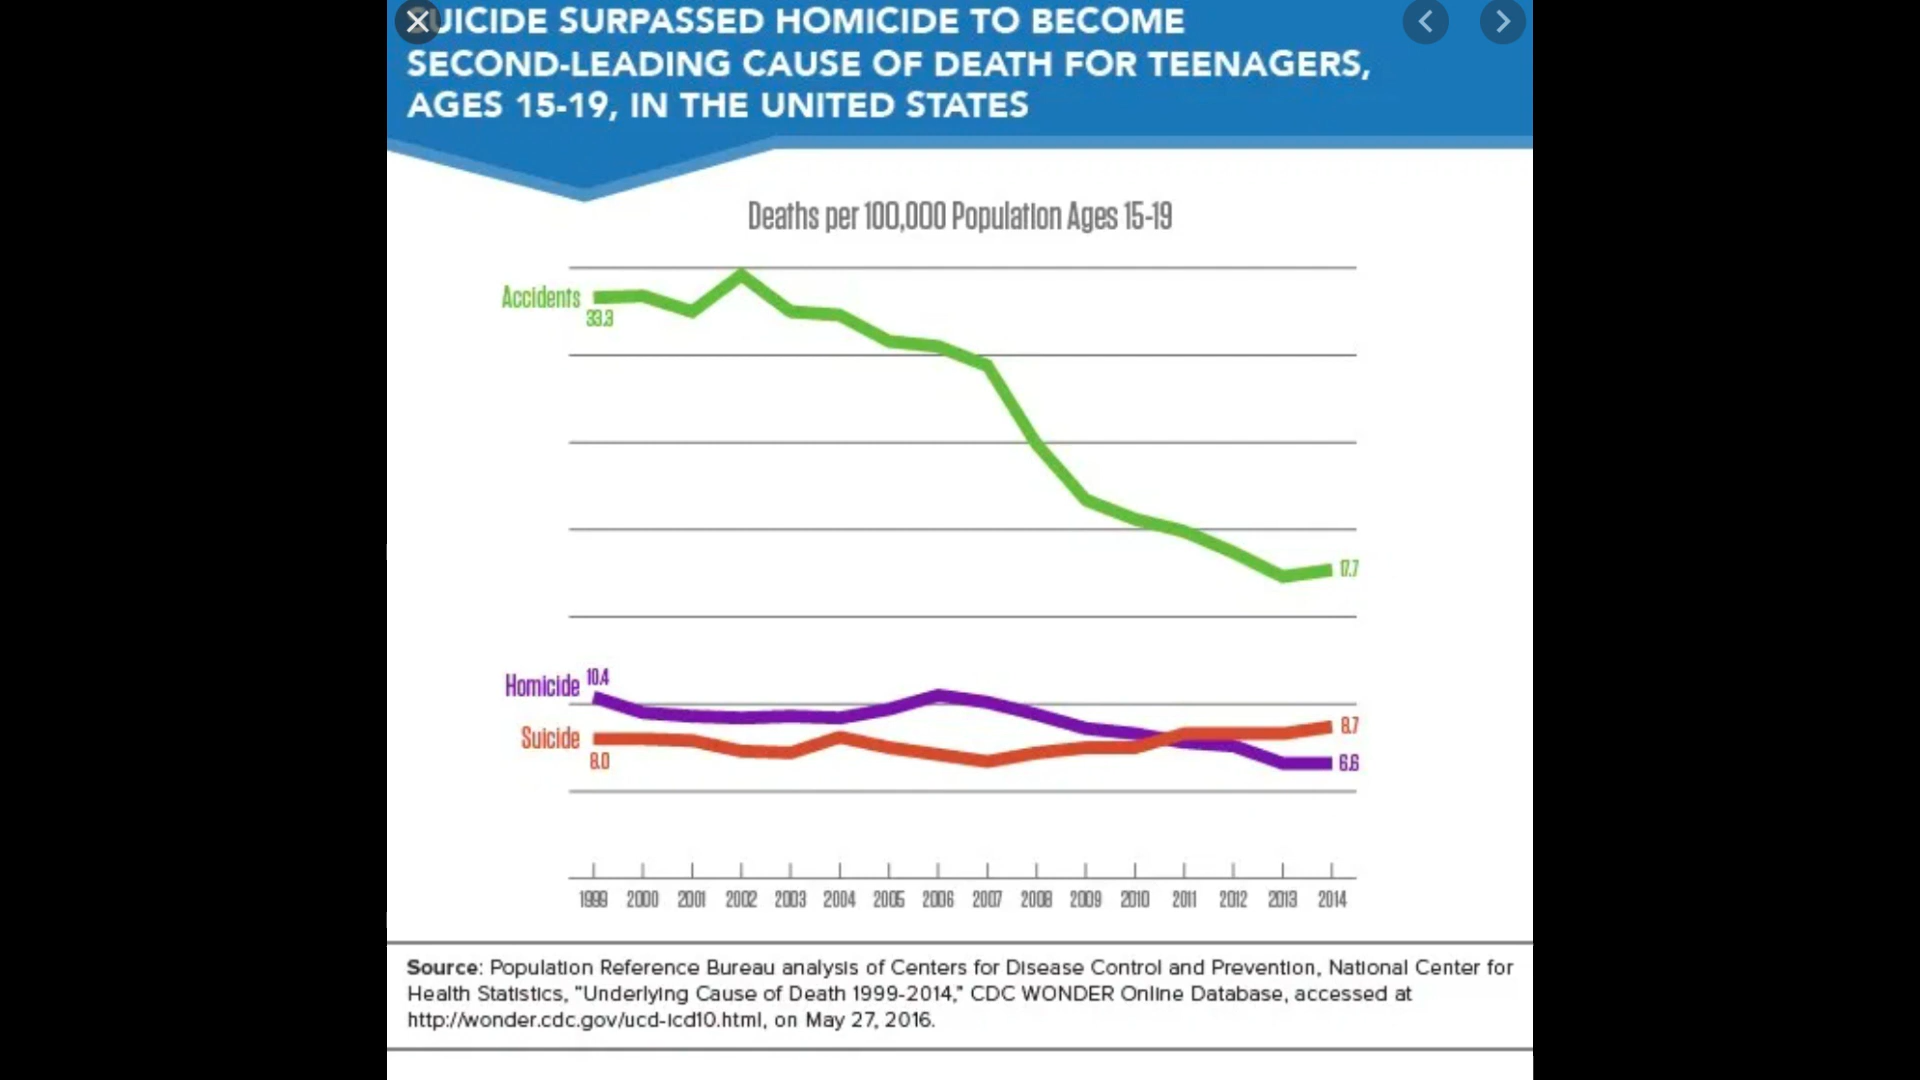 SUICIDE SURPASSED HOMICIDE TO BECOME
SECOND-LEADING CAUSE OF DEATH FOR TEENAGERS,
AGES 15-19, IN THE UNITED STATES
Deaths per 100,000 Population Ages 15-19
Accidents
33.3
17.7
Homicide 10.4
Suicide
8.0
8.7
6.6
1999 2000 2001 2002 2003 2004 2005 2006 2007 2008 2009 2010 2011 2012 2013 2014
Source: Population Reference Bureau analysis of Centers for Disease Control and Prevention, National Center for
Health Statistics, "Underlying Cause of Death 1999-2014," CDC WONDER Online Database, accessed at
http://wonder.cdc.gov/ucd-icd10.html, on May 27, 2016.